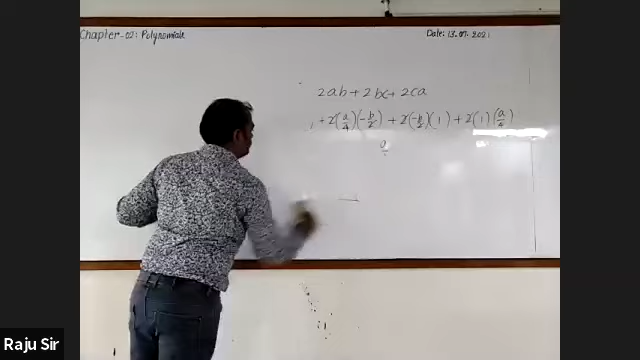 Chapter-02: Polynomials
Date: 13.07.2021
2ab + 2bc + 2ca
+ 2(a/4)(-b/2) + 2(-b/2)(1) + 2(1)(a/4)
Raju Sir